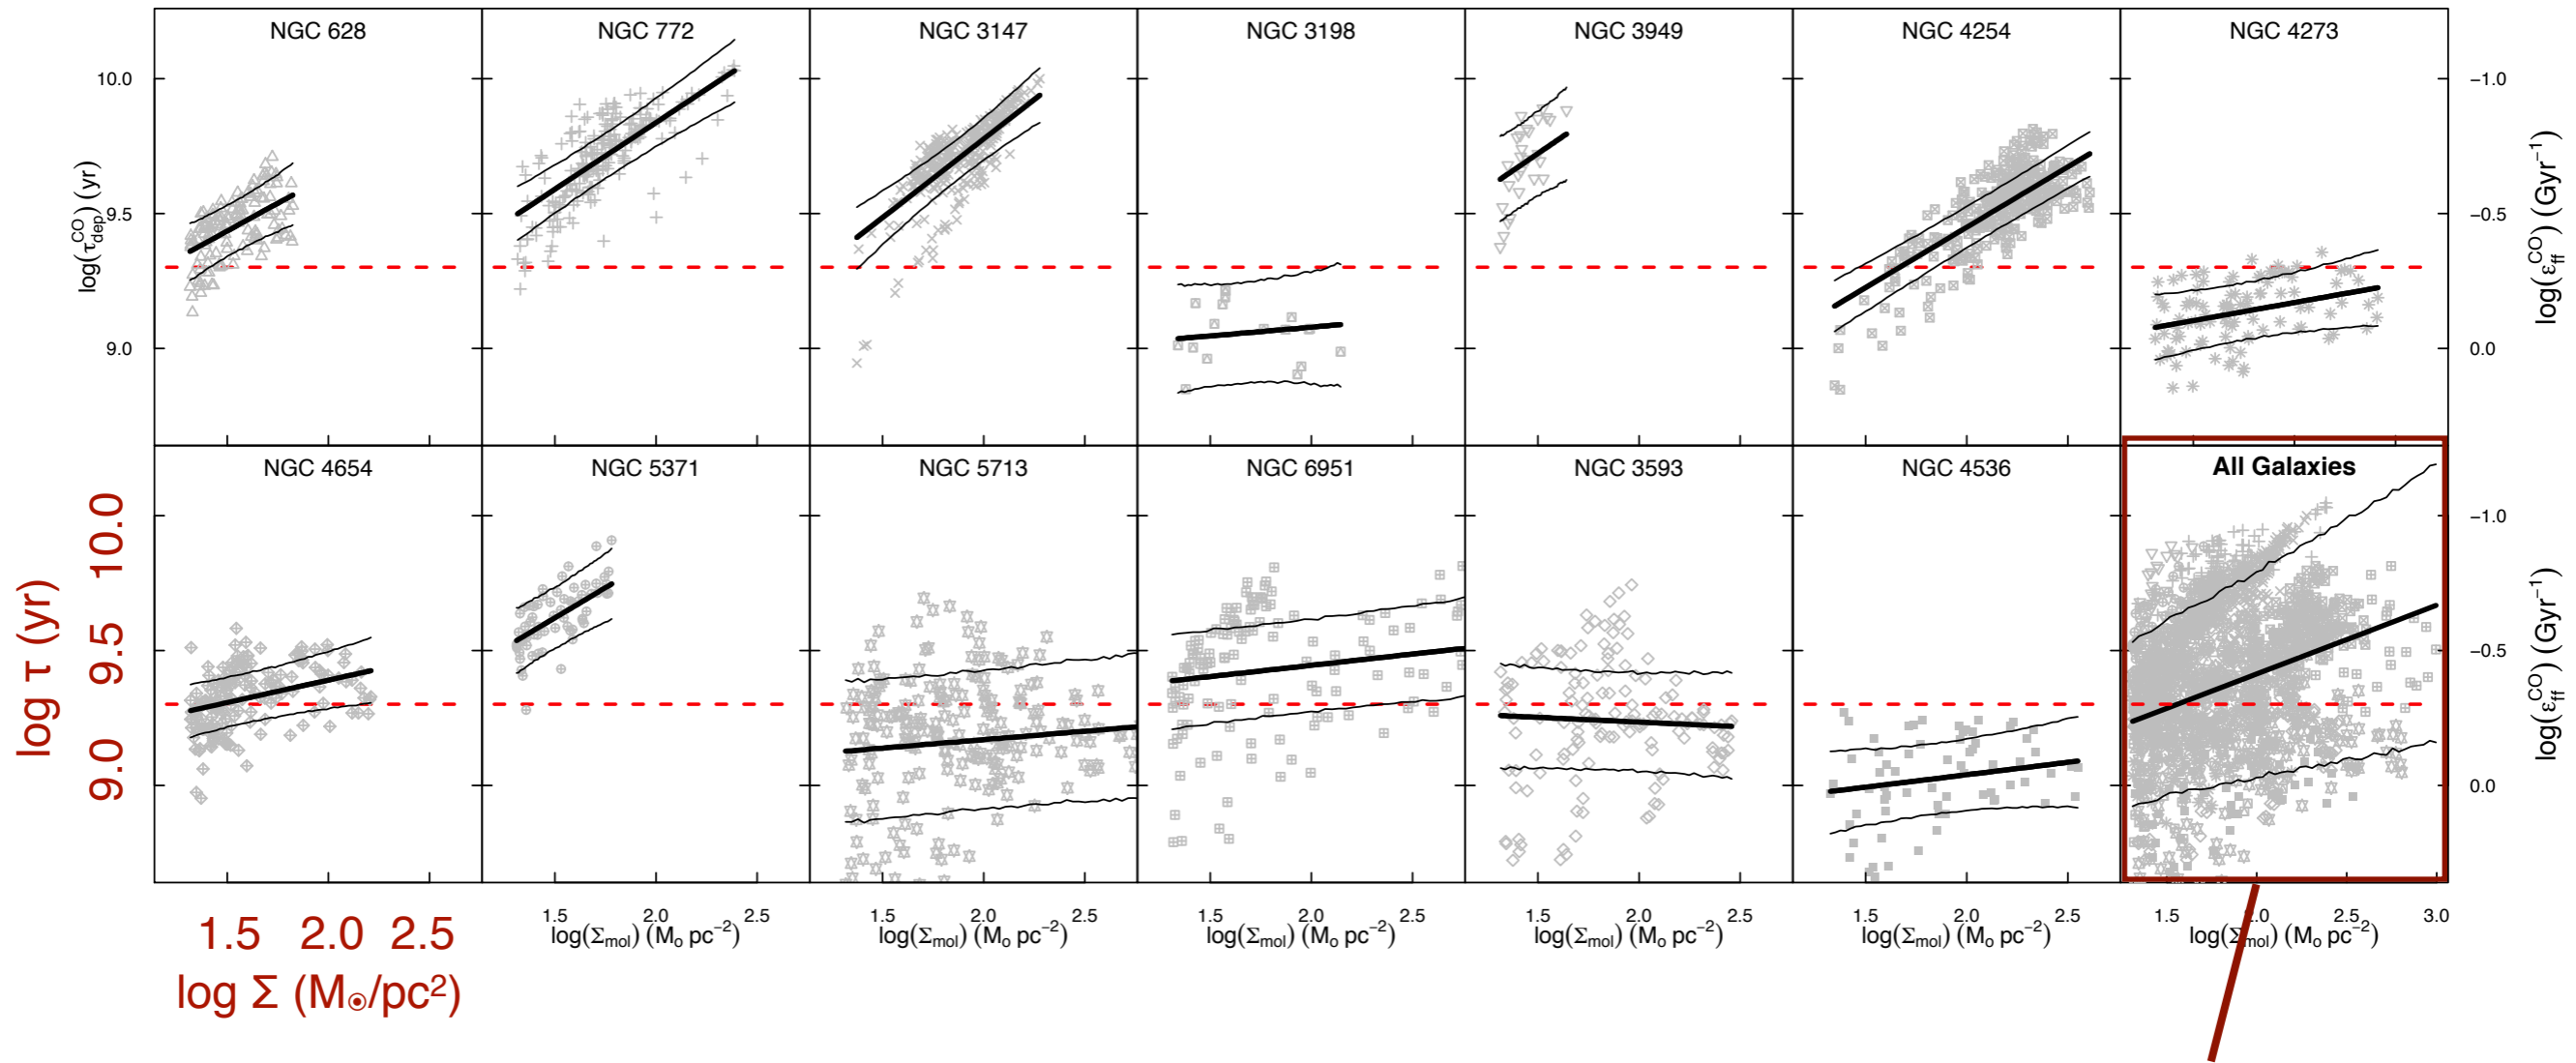 NGC 628 NGC 772 NGC 3147 NGC 3198 NGC 3949 NGC 4254 NGC 4273
10.0 −1.0
9.5 −0.5
9.0 0.0
log(τ_dep^CO) (yr)
log(ε_ff^CO) (Gyr⁻¹)
NGC 4654 NGC 5371 NGC 5713 NGC 6951 NGC 3593 NGC 4536 All Galaxies
10.0 −1.0
9.5 −0.5
9.0 0.0
log τ (yr)
log(ε_ff^CO) (Gyr⁻¹)
1.5 2.0 2.5 1.5 2.0 2.5 1.5 2.0 2.5 1.5 2.0 2.5 1.5 2.0 2.5 1.5 2.0 2.5 1.5 2.0 2.5 3.0
log(Σmol) (Mo pc⁻²) log(Σmol) (Mo pc⁻²) log(Σmol) (Mo pc⁻²) log(Σmol) (Mo pc⁻²) log(Σmol) (Mo pc⁻²) log(Σmol) (Mo pc⁻²)
log Σ (M☉/pc²)